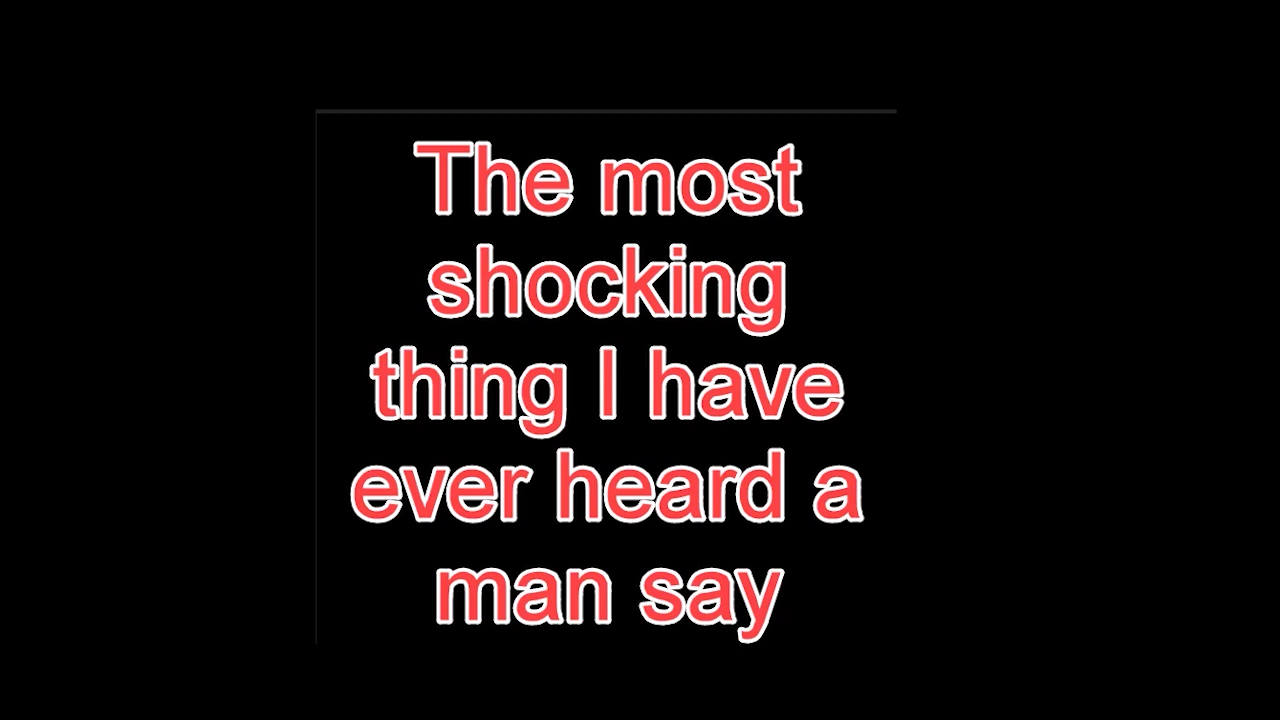 The most
shocking
thing I have
ever heard a
man say